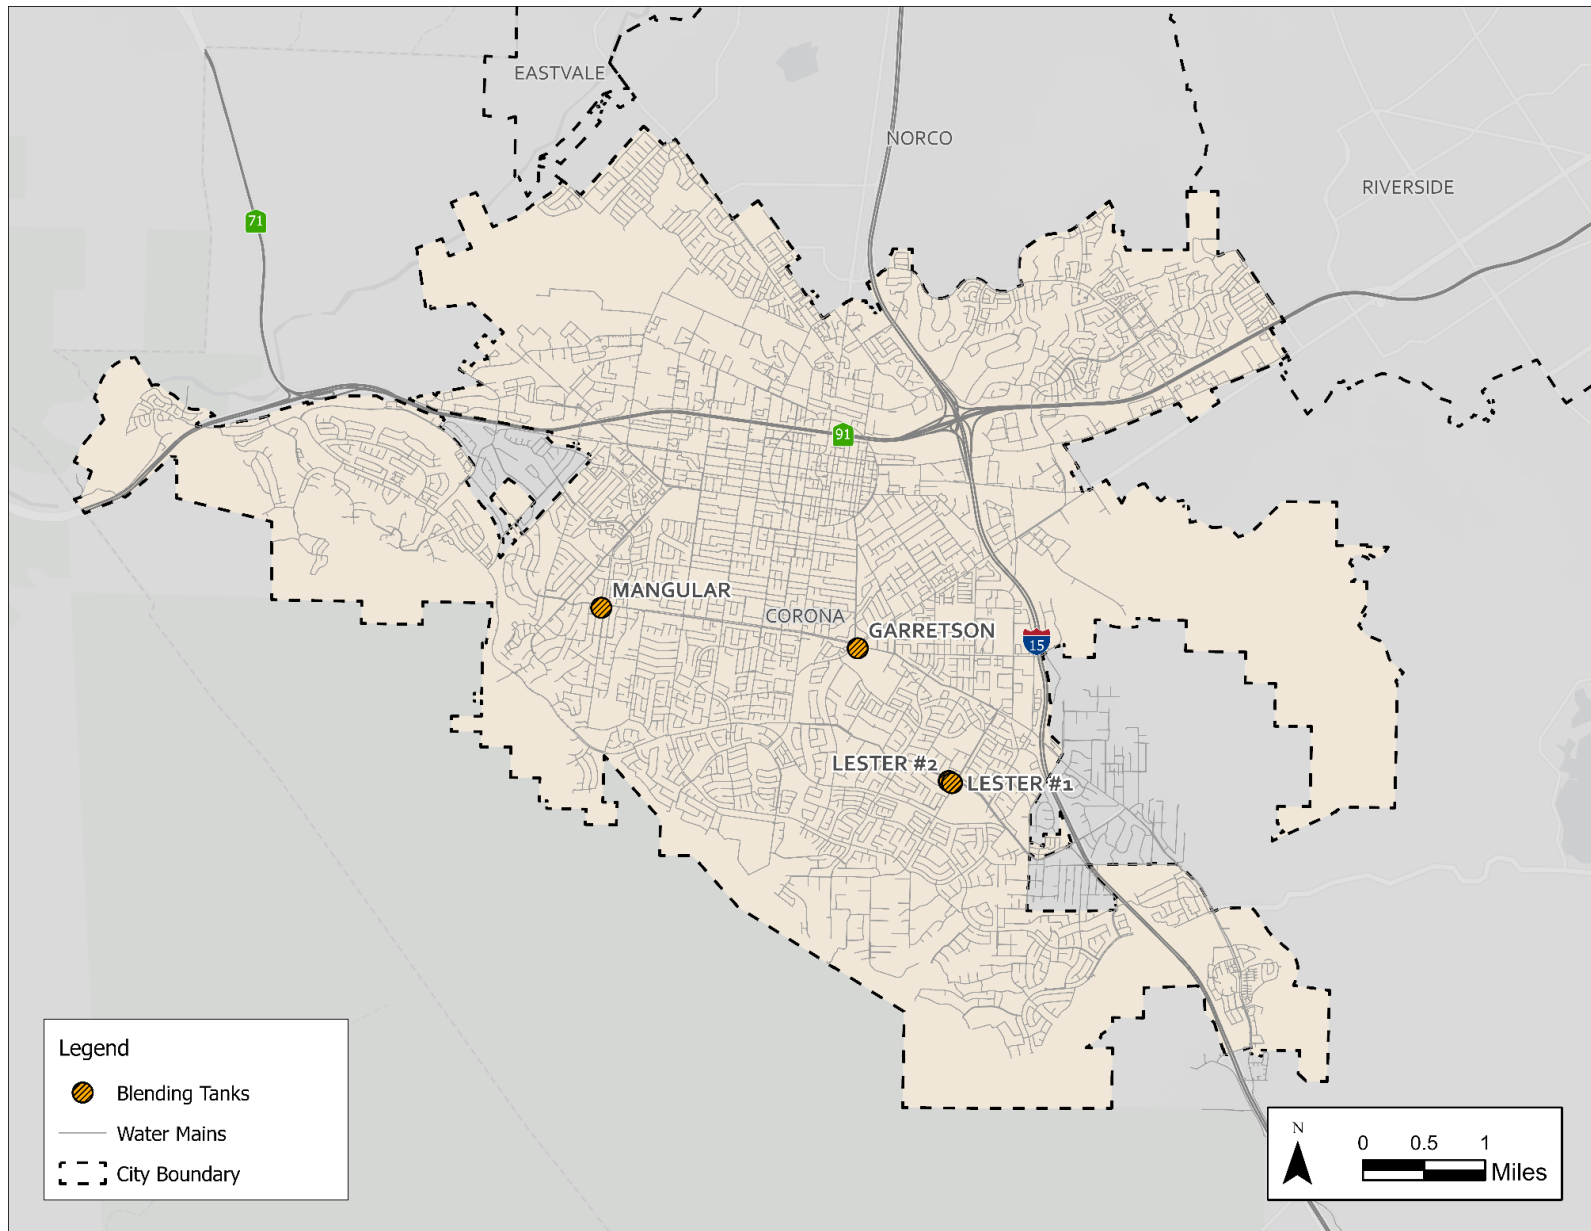 EASTVALE
NORCO
RIVERSIDE
71
91
MANGULAR
CORONA
GARRETSON
15
LESTER #2
LESTER #1
Legend
Blending Tanks
Water Mains
City Boundary
N
0 0.5 1
Miles